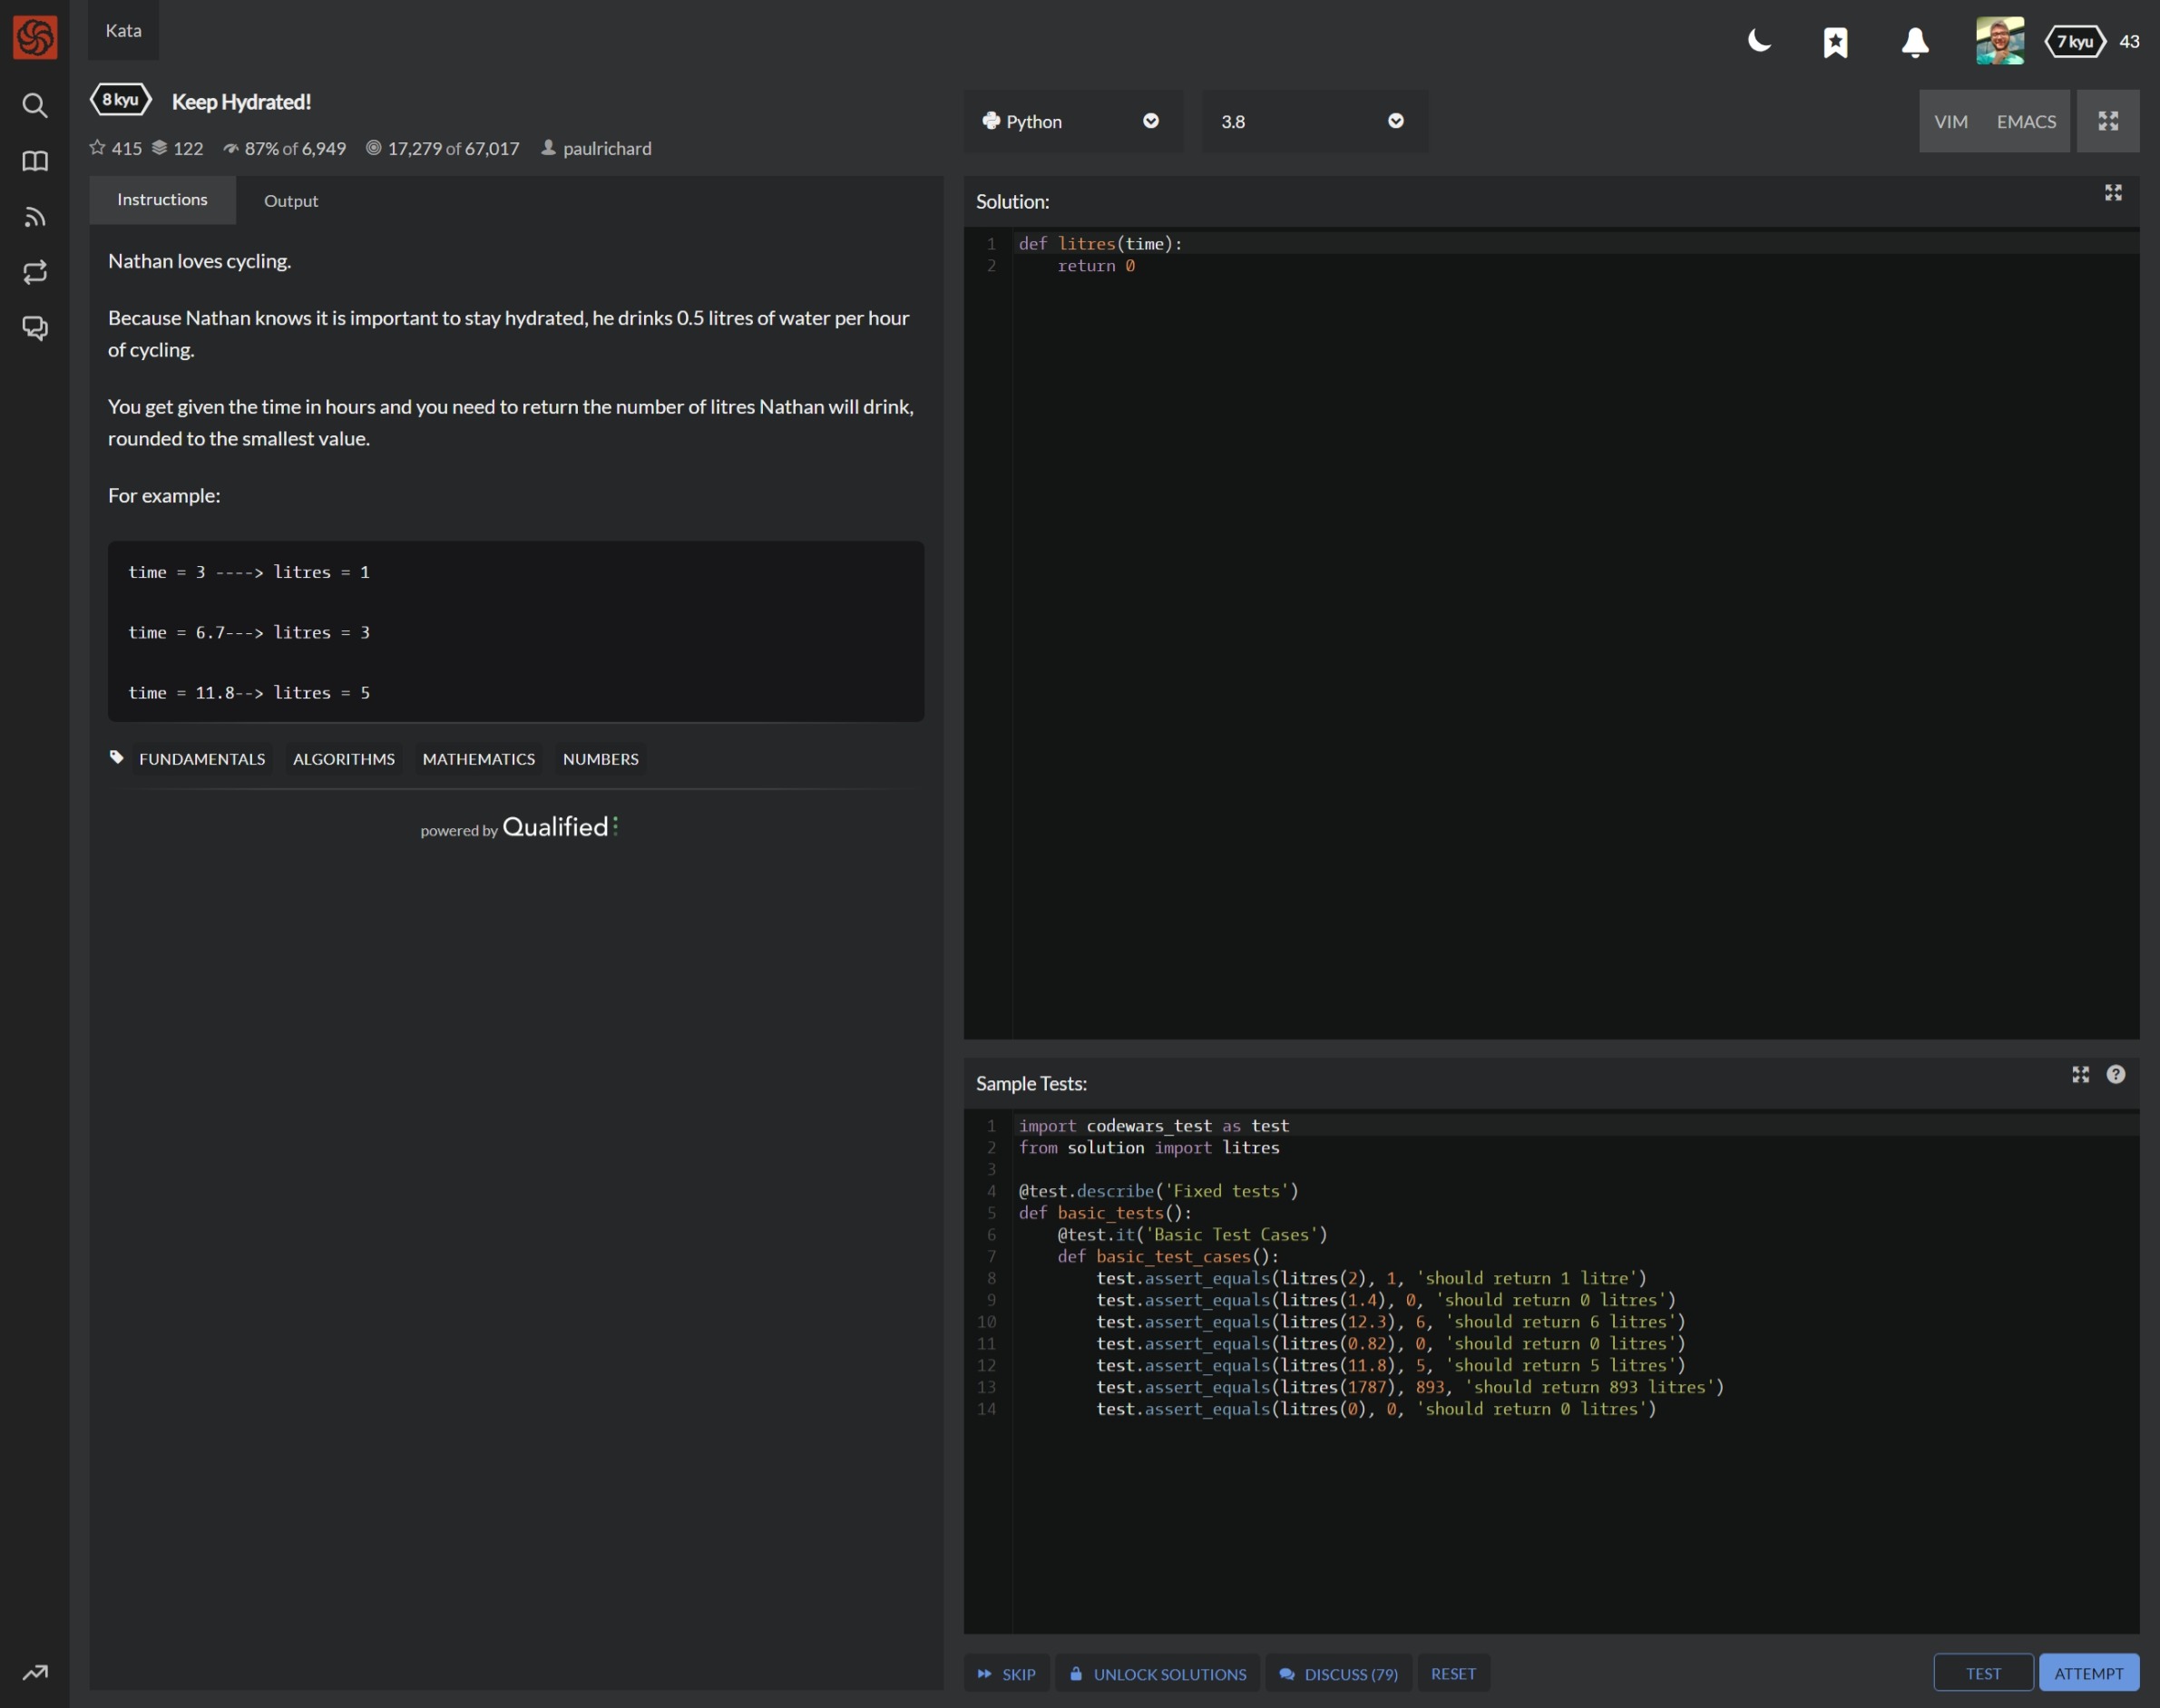 Kata
7 kyu 43
8 kyu Keep Hydrated!
415 122 87% of 6,949 17,279 of 67,017 paulrichard
Instructions Output
Nathan loves cycling.
Because Nathan knows it is important to stay hydrated, he drinks 0.5 litres of water per hour
of cycling.
You get given the time in hours and you need to return the number of litres Nathan will drink,
rounded to the smallest value.
For example:
time = 3 ----> litres = 1
time = 6.7---> litres = 3
time = 11.8--> litres = 5
FUNDAMENTALS ALGORITHMS MATHEMATICS NUMBERS
powered by Qualified
Python 3.8 VIM EMACS
Solution:
1 def litres(time):
2     return 0
Sample Tests:
1 import codewars_test as test
2 from solution import litres
3
4 @test.describe('Fixed tests')
5 def basic_tests():
6     @test.it('Basic Test Cases')
7     def basic_test_cases():
8         test.assert_equals(litres(2), 1, 'should return 1 litre')
9         test.assert_equals(litres(1.4), 0, 'should return 0 litres')
10         test.assert_equals(litres(12.3), 6, 'should return 6 litres')
11         test.assert_equals(litres(0.82), 0, 'should return 0 litres')
12         test.assert_equals(litres(11.8), 5, 'should return 5 litres')
13         test.assert_equals(litres(1787), 893, 'should return 893 litres')
14         test.assert_equals(litres(0), 0, 'should return 0 litres')
SKIP UNLOCK SOLUTIONS DISCUSS (79) RESET TEST ATTEMPT